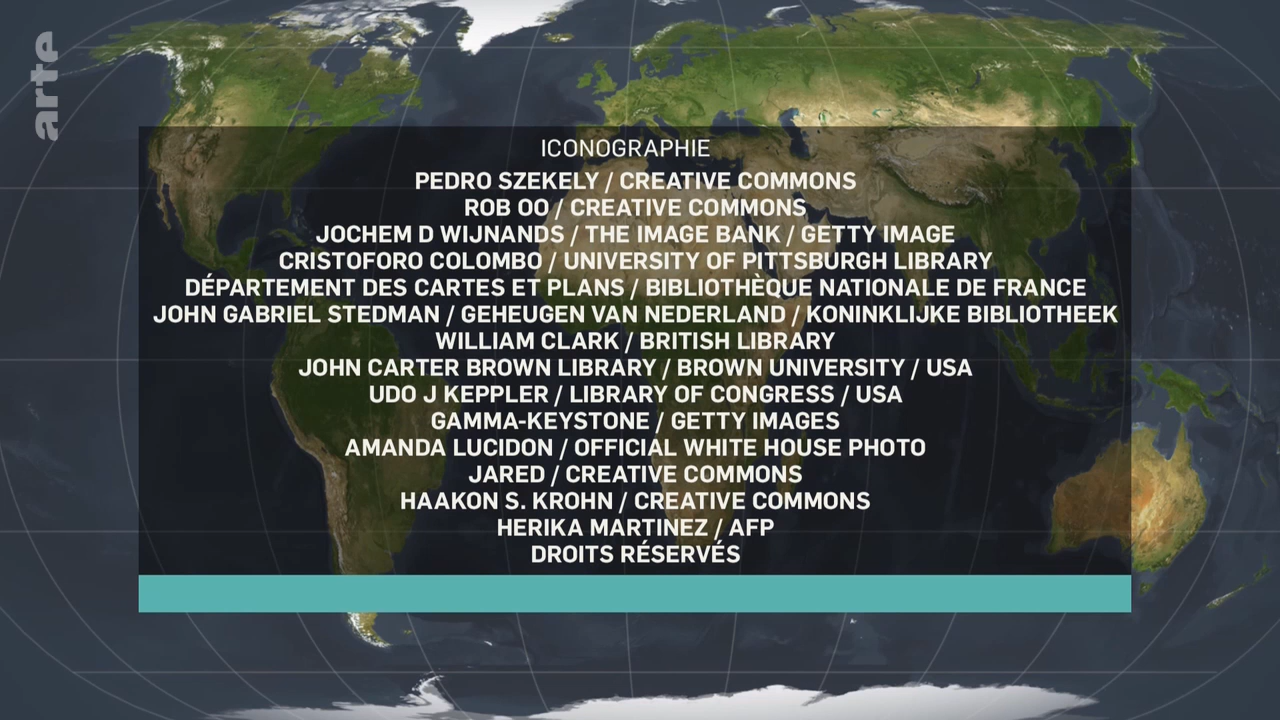 arte
ICONOGRAPHIE
PEDRO SZEKELY / CREATIVE COMMONS
ROB OO / CREATIVE COMMONS
JOCHEM D WIJNANDS / THE IMAGE BANK / GETTY IMAGE
CRISTOFORO COLOMBO / UNIVERSITY OF PITTSBURGH LIBRARY
DÉPARTEMENT DES CARTES ET PLANS / BIBLIOTHÈQUE NATIONALE DE FRANCE
JOHN GABRIEL STEDMAN / GEHEUGEN VAN NEDERLAND / KONINKLIJKE BIBLIOTHEEK
WILLIAM CLARK / BRITISH LIBRARY
JOHN CARTER BROWN LIBRARY / BROWN UNIVERSITY / USA
UDO J KEPPLER / LIBRARY OF CONGRESS / USA
GAMMA-KEYSTONE / GETTY IMAGES
AMANDA LUCIDON / OFFICIAL WHITE HOUSE PHOTO
JARED / CREATIVE COMMONS
HAAKON S. KROHN / CREATIVE COMMONS
HERIKA MARTINEZ / AFP
DROITS RÉSERVÉS